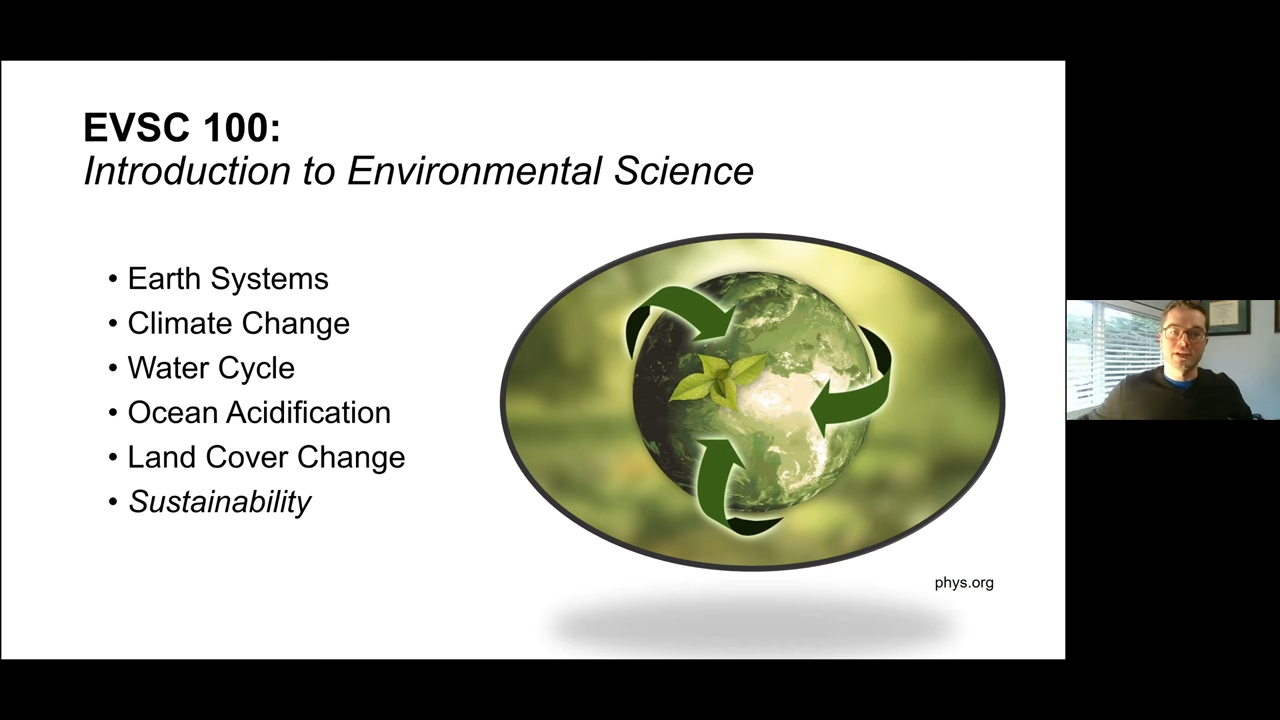 EVSC 100:
Introduction to Environmental Science
• Earth Systems
• Climate Change
• Water Cycle
• Ocean Acidification
• Land Cover Change
• Sustainability
phys.org